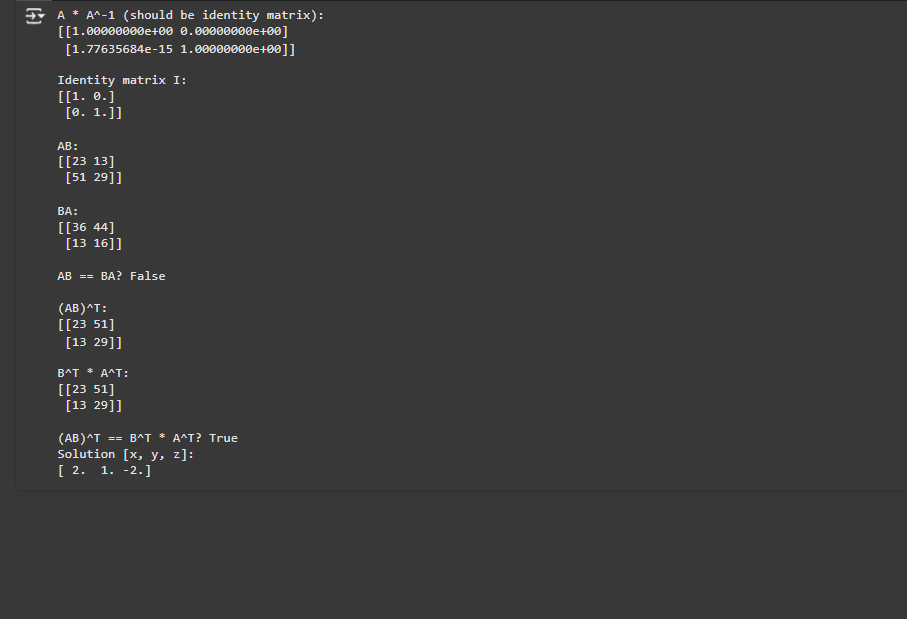 A * A^-1 (should be identity matrix):
[[1.00000000e+00 0.00000000e+00]
 [1.77635684e-15 1.00000000e+00]]
Identity matrix I:
[[1. 0.]
 [0. 1.]]
AB:
[[23 13]
 [51 29]]
BA:
[[36 44]
 [13 16]]
AB == BA? False
(AB)^T:
[[23 51]
 [13 29]]
B^T * A^T:
[[23 51]
 [13 29]]
(AB)^T == B^T * A^T? True
Solution [x, y, z]:
[ 2.  1. -2.]